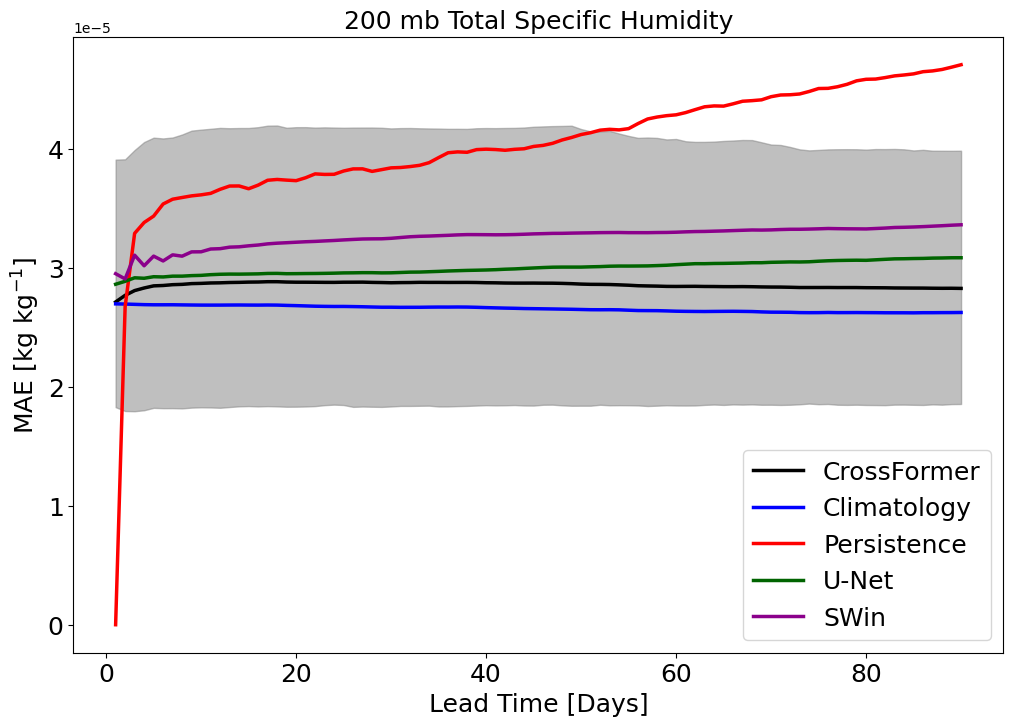 200 mb Total Specific Humidity
1e−5
MAE [kg kg⁻¹]
4
3
2
1
0
0 20 40 60 80
Lead Time [Days]
CrossFormer
Climatology
Persistence
U-Net
SWin